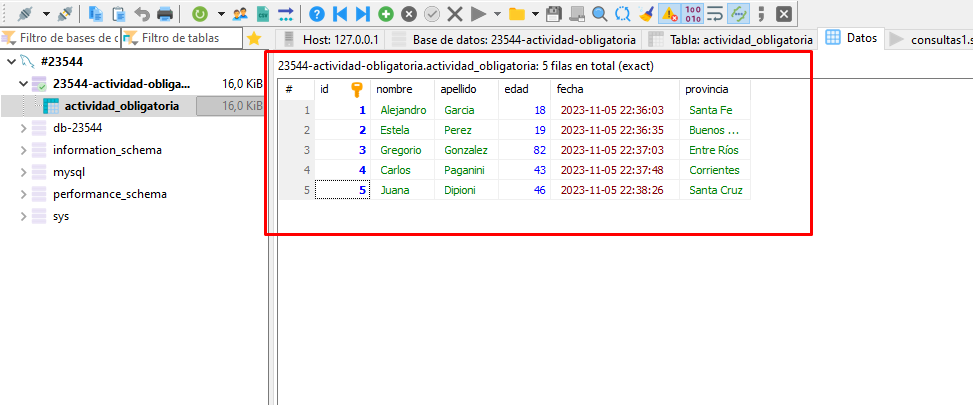 Filtro de bases de d
Filtro de tablas
Host: 127.0.0.1
Base de datos: 23544-actividad-obligatoria
Tabla: actividad_obligatoria
Datos
consultas1.s
#23544
23544-actividad-obliga... 16,0 KiB
actividad_obligatoria 16,0 KiB
db-23544
information_schema
mysql
performance_schema
sys
23544-actividad-obligatoria.actividad_obligatoria: 5 filas en total (exact)
# id nombre apellido edad fecha provincia
1 1 Alejandro Garcia 18 2023-11-05 22:36:03 Santa Fe
2 2 Estela Perez 19 2023-11-05 22:36:35 Buenos ...
3 3 Gregorio Gonzalez 82 2023-11-05 22:37:03 Entre Ríos
4 4 Carlos Paganini 43 2023-11-05 22:37:48 Corrientes
5 5 Juana Dipioni 46 2023-11-05 22:38:26 Santa Cruz